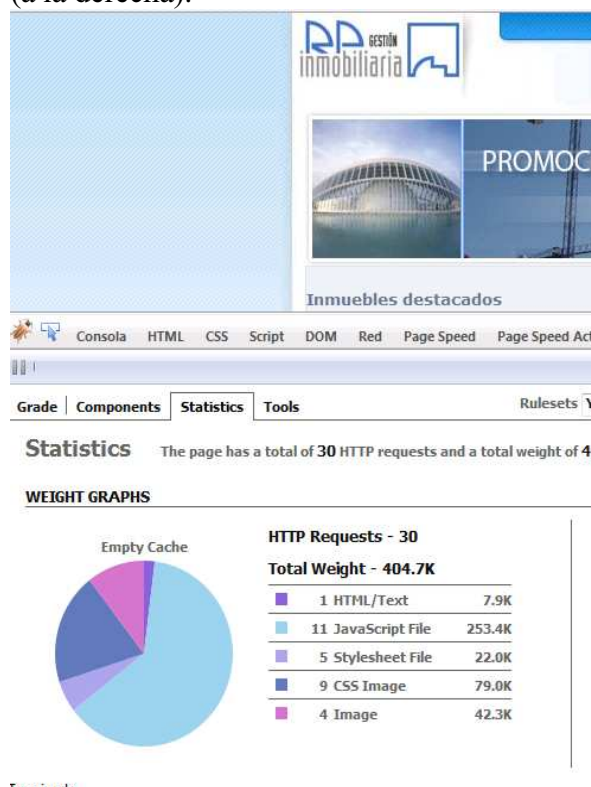 (a la derecha).
RP GESTIÓN
inmobiliaria
PROMOC
Inmuebles destacados
Consola HTML CSS Script DOM Red Page Speed Page Speed Act
Grade Components Statistics Tools Rulesets Y
Statistics The page has a total of 30 HTTP requests and a total weight of 4
WEIGHT GRAPHS
Empty Cache
HTTP Requests - 30
Total Weight - 404.7K
1 HTML/Text 7.9K
11 JavaScript File 253.4K
5 Stylesheet File 22.0K
9 CSS Image 79.0K
4 Image 42.3K